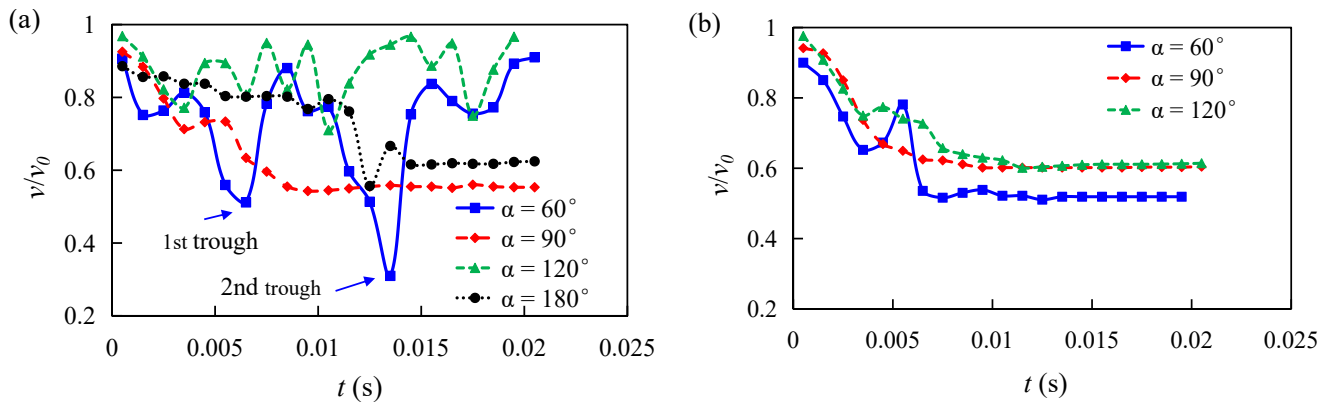 (a)
1
0.8
0.6
0.4
0.2
v/v0
0
0.005
0.01
0.015
0.02
0.025
t (s)
1st trough
2nd trough
α = 60°
α = 90°
α = 120°
α = 180°
(b)
1
0.8
0.6
0.4
0.2
v/v0
0
0.005
0.01
0.015
0.02
0.025
t (s)
α = 60°
α = 90°
α = 120°